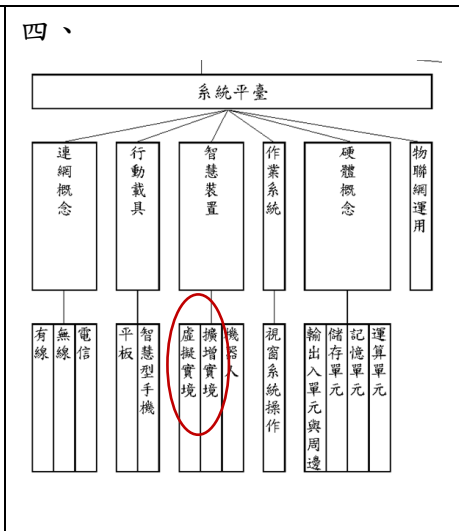 四、
系統平臺
連網概念
行動載具
智慧裝置
作業系統
硬體概念
物聯網運用
有線
無線
電信
平板
智慧型手機
虛擬實境
擴增實境
機器人
視窗系統操作
輸出入單元與周邊
儲存單元
記憶單元
運算單元